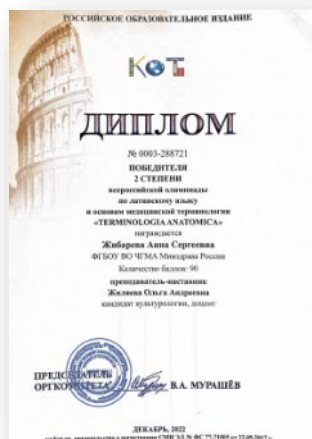 РОССИЙСКОЕ ОБРАЗОВАТЕЛЬНОЕ ИЗДАНИЕ
КОТ
ДИПЛОМ
№ 0003-288721
ПОБЕДИТЕЛЯ
2 СТЕПЕНИ
всероссийской олимпиады
по латинскому языку
и основам медицинской терминологии
«TERMINOLOGIA ANATOMICA»
награждается
Жибарева Анна Сергеевна
ФГБОУ ВО ЧГМА Минздрава России
Количество баллов: 90
преподаватель-наставник
Жиляева Ольга Андреевна
кандидат культурологии, доцент
ПРЕДСЕДАТЕЛЬ
ОРГКОМИТЕТА В.А. МУРАШЁВ
ДЕКАБРЬ, 2022